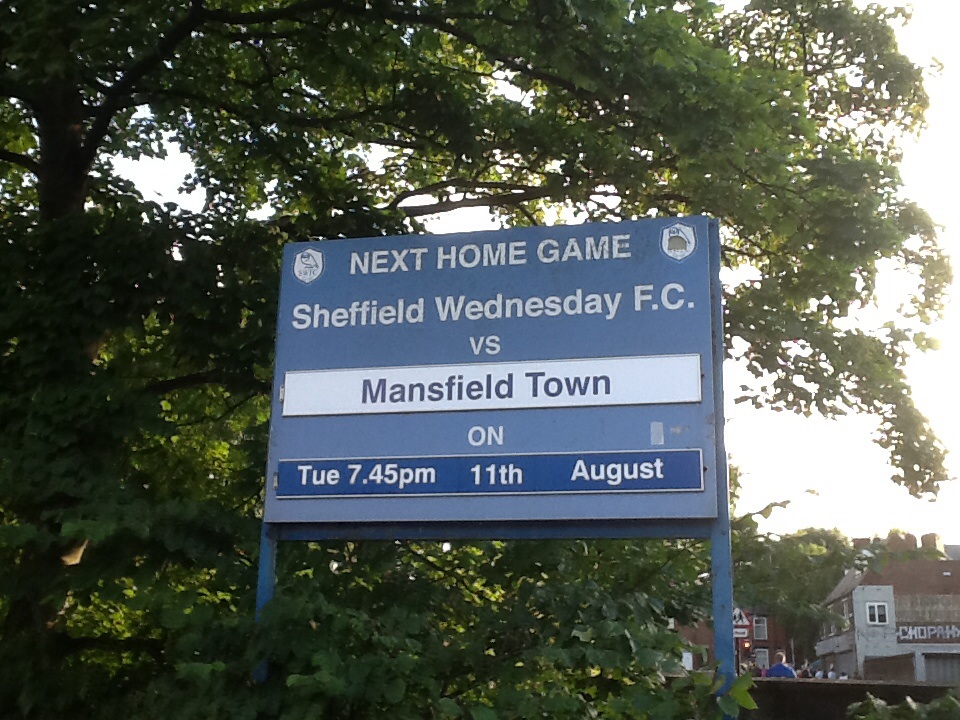 NEXT HOME GAME
Sheffield Wednesday F.C.
VS
Mansfield Town
ON
Tue 7.45pm 11th August